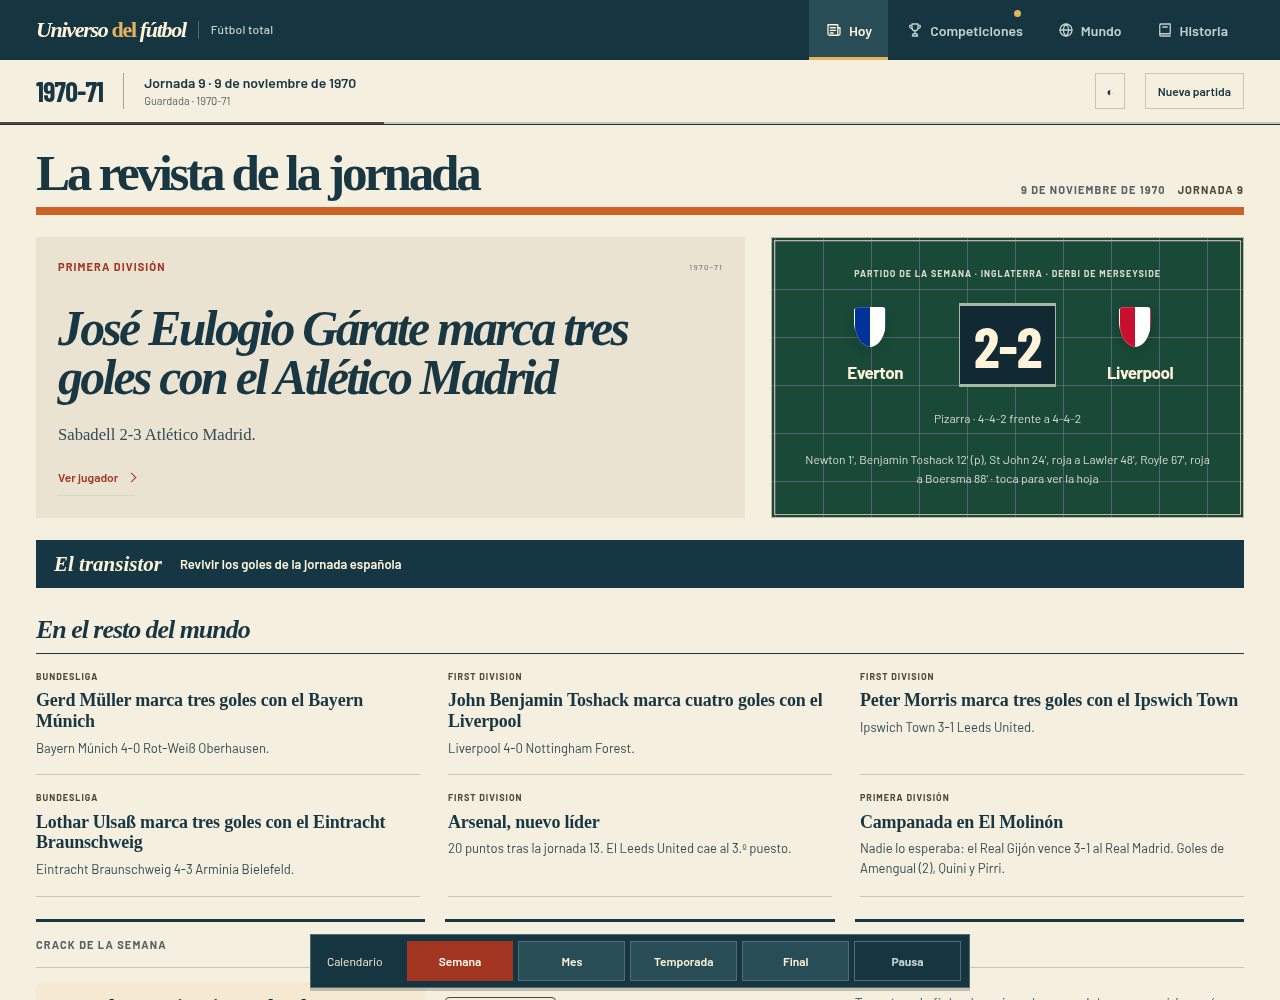 Universo del fútbol
Fútbol total
Hoy
Competiciones
Mundo
Historia
1970-71
Jornada 9 · 9 de noviembre de 1970
Guardada · 1970-71
Nueva partida
La revista de la jornada
9 DE NOVIEMBRE DE 1970 JORNADA 9
PRIMERA DIVISIÓN
1970-71
José Eulogio Gárate marca tres
goles con el Atlético Madrid
Sabadell 2-3 Atlético Madrid.
Ver jugador
PARTIDO DE LA SEMANA · INGLATERRA · DERBI DE MERSEYSIDE
Everton
2-2
Liverpool
Pizarra · 4-4-2 frente a 4-4-2
Newton 1', Benjamin Toshack 12' (p), St John 24', roja a Lawler 48', Royle 67', roja
a Boersma 88' · toca para ver la hoja
El transistor
Revivir los goles de la jornada española
En el resto del mundo
BUNDESLIGA
Gerd Müller marca tres goles con el Bayern
Múnich
Bayern Múnich 4-0 Rot-Weiß Oberhausen.
FIRST DIVISION
John Benjamin Toshack marca cuatro goles con el
Liverpool
Liverpool 4-0 Nottingham Forest.
FIRST DIVISION
Peter Morris marca tres goles con el Ipswich Town
Ipswich Town 3-1 Leeds United.
BUNDESLIGA
Lothar Ulsaß marca tres goles con el Eintracht
Braunschweig
Eintracht Braunschweig 4-3 Arminia Bielefeld.
FIRST DIVISION
Arsenal, nuevo líder
20 puntos tras la jornada 13. El Leeds United cae al 3.º puesto.
PRIMERA DIVISIÓN
Campanada en El Molinón
Nadie lo esperaba: el Real Gijón vence 3-1 al Real Madrid. Goles de
Amengual (2), Quini y Pirri.
CRACK DE LA SEMANA
Calendario
Semana
Mes
Temporada
Final
Pausa